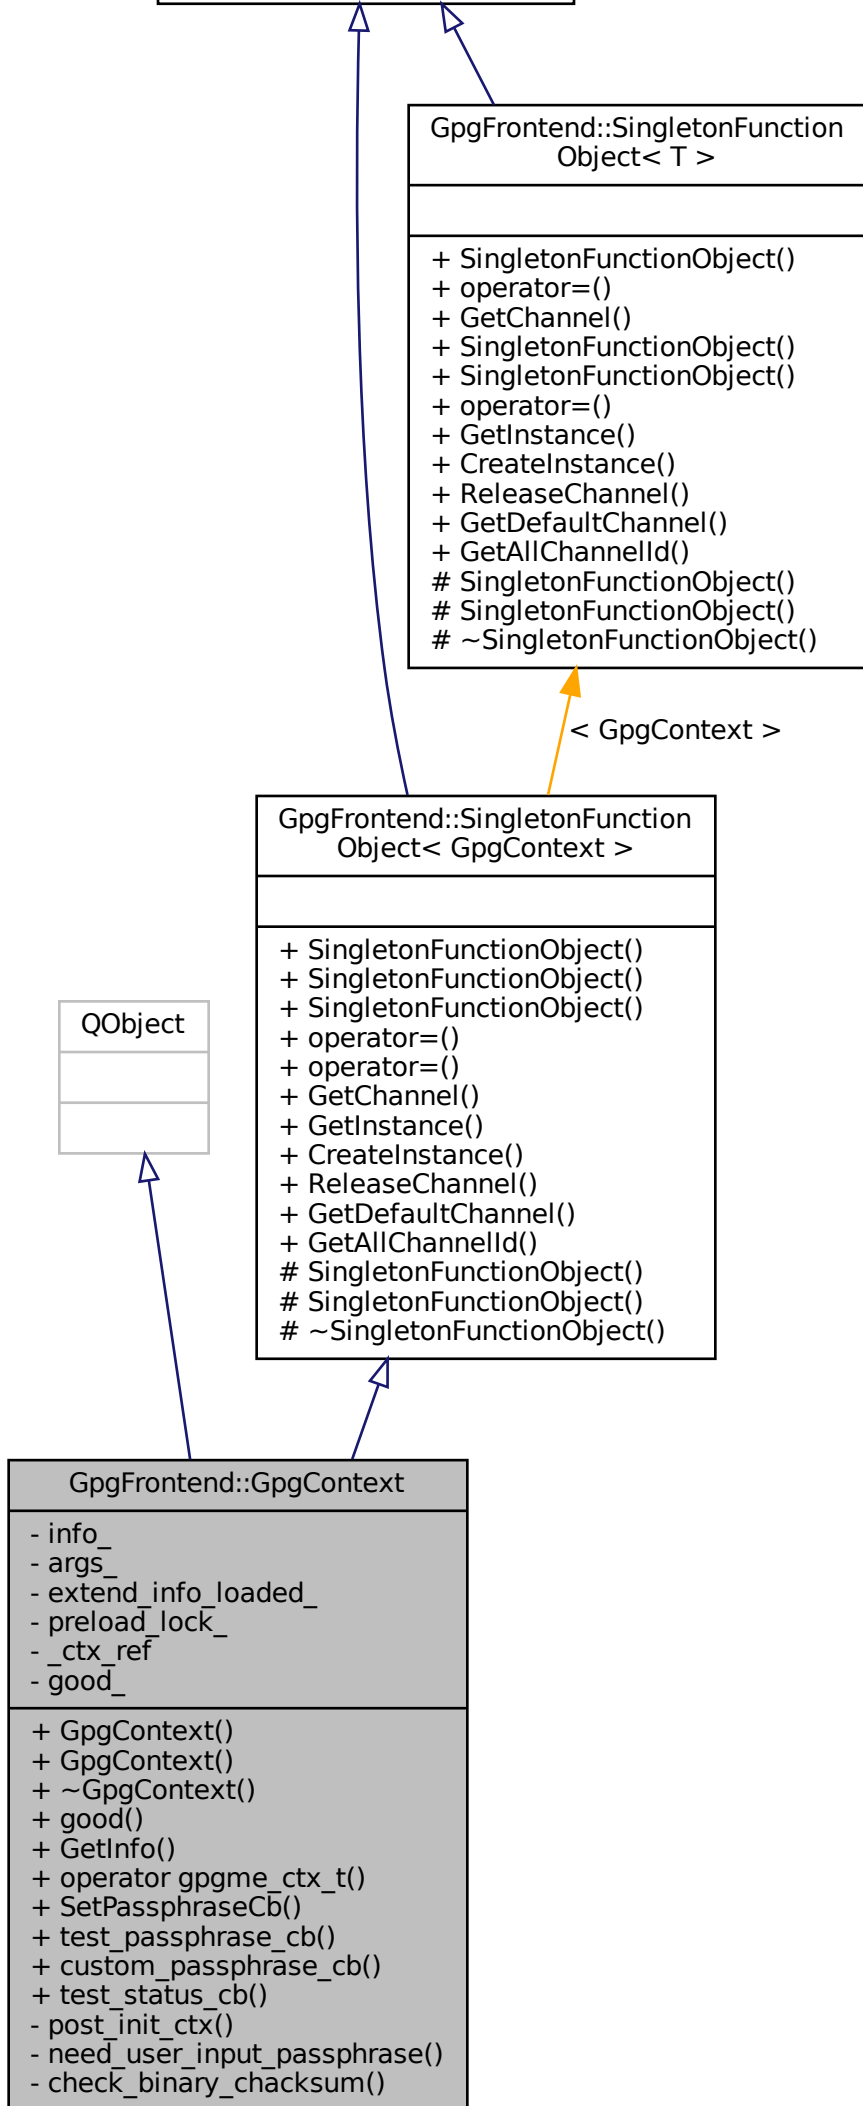 GpgFrontend::SingletonFunction
Object< T >
+ SingletonFunctionObject()
+ operator=()
+ GetChannel()
+ SingletonFunctionObject()
+ SingletonFunctionObject()
+ operator=()
+ GetInstance()
+ CreateInstance()
+ ReleaseChannel()
+ GetDefaultChannel()
+ GetAllChannelId()
# SingletonFunctionObject()
# SingletonFunctionObject()
# ~SingletonFunctionObject()
< GpgContext >
GpgFrontend::SingletonFunction
Object< GpgContext >
+ SingletonFunctionObject()
+ SingletonFunctionObject()
+ SingletonFunctionObject()
+ operator=()
+ operator=()
+ GetChannel()
+ GetInstance()
+ CreateInstance()
+ ReleaseChannel()
+ GetDefaultChannel()
+ GetAllChannelId()
# SingletonFunctionObject()
# SingletonFunctionObject()
# ~SingletonFunctionObject()
QObject
GpgFrontend::GpgContext
- info_
- args_
- extend_info_loaded_
- preload_lock_
- _ctx_ref
- good_
+ GpgContext()
+ GpgContext()
+ ~GpgContext()
+ good()
+ GetInfo()
+ operator gpgme_ctx_t()
+ SetPassphraseCb()
+ test_passphrase_cb()
+ custom_passphrase_cb()
+ test_status_cb()
- post_init_ctx()
- need_user_input_passphrase()
- check_binary_chacksum()